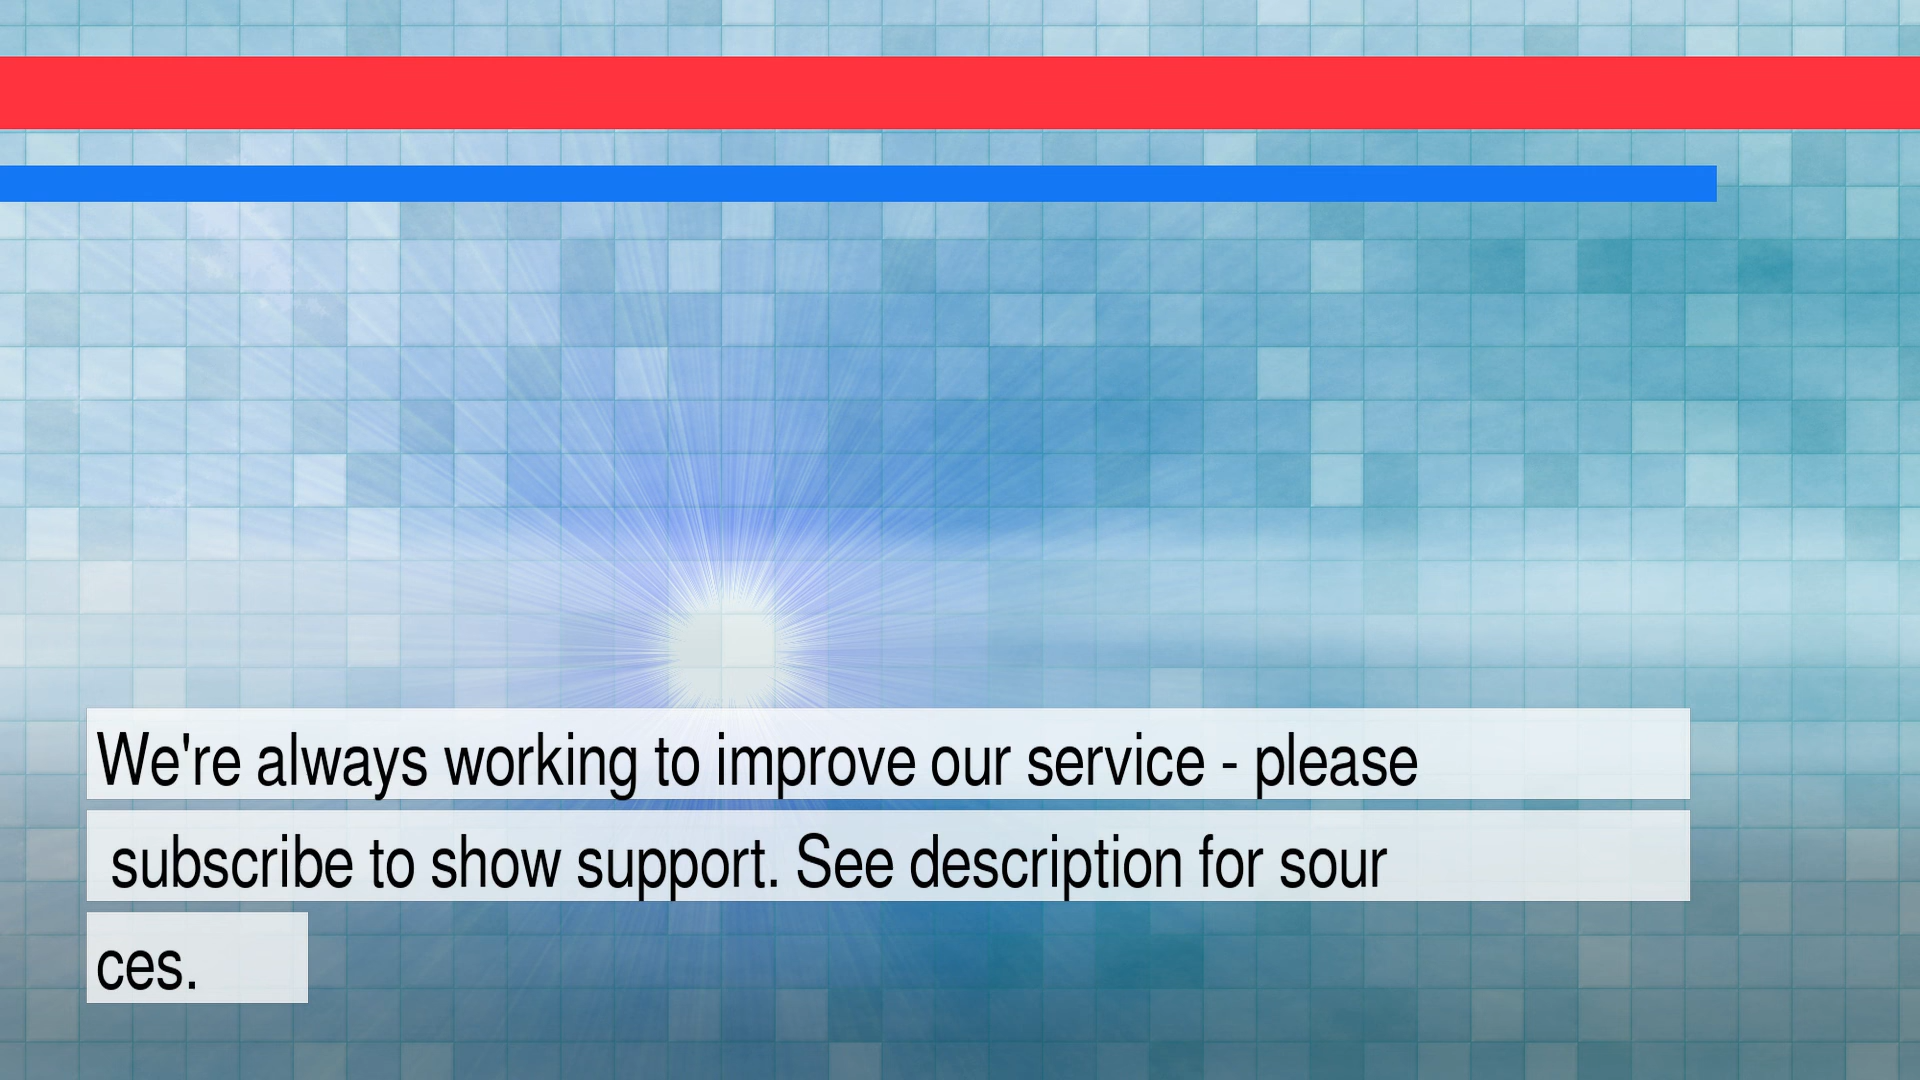 We're always working to improve our service - please
subscribe to show support. See description for sour
ces.